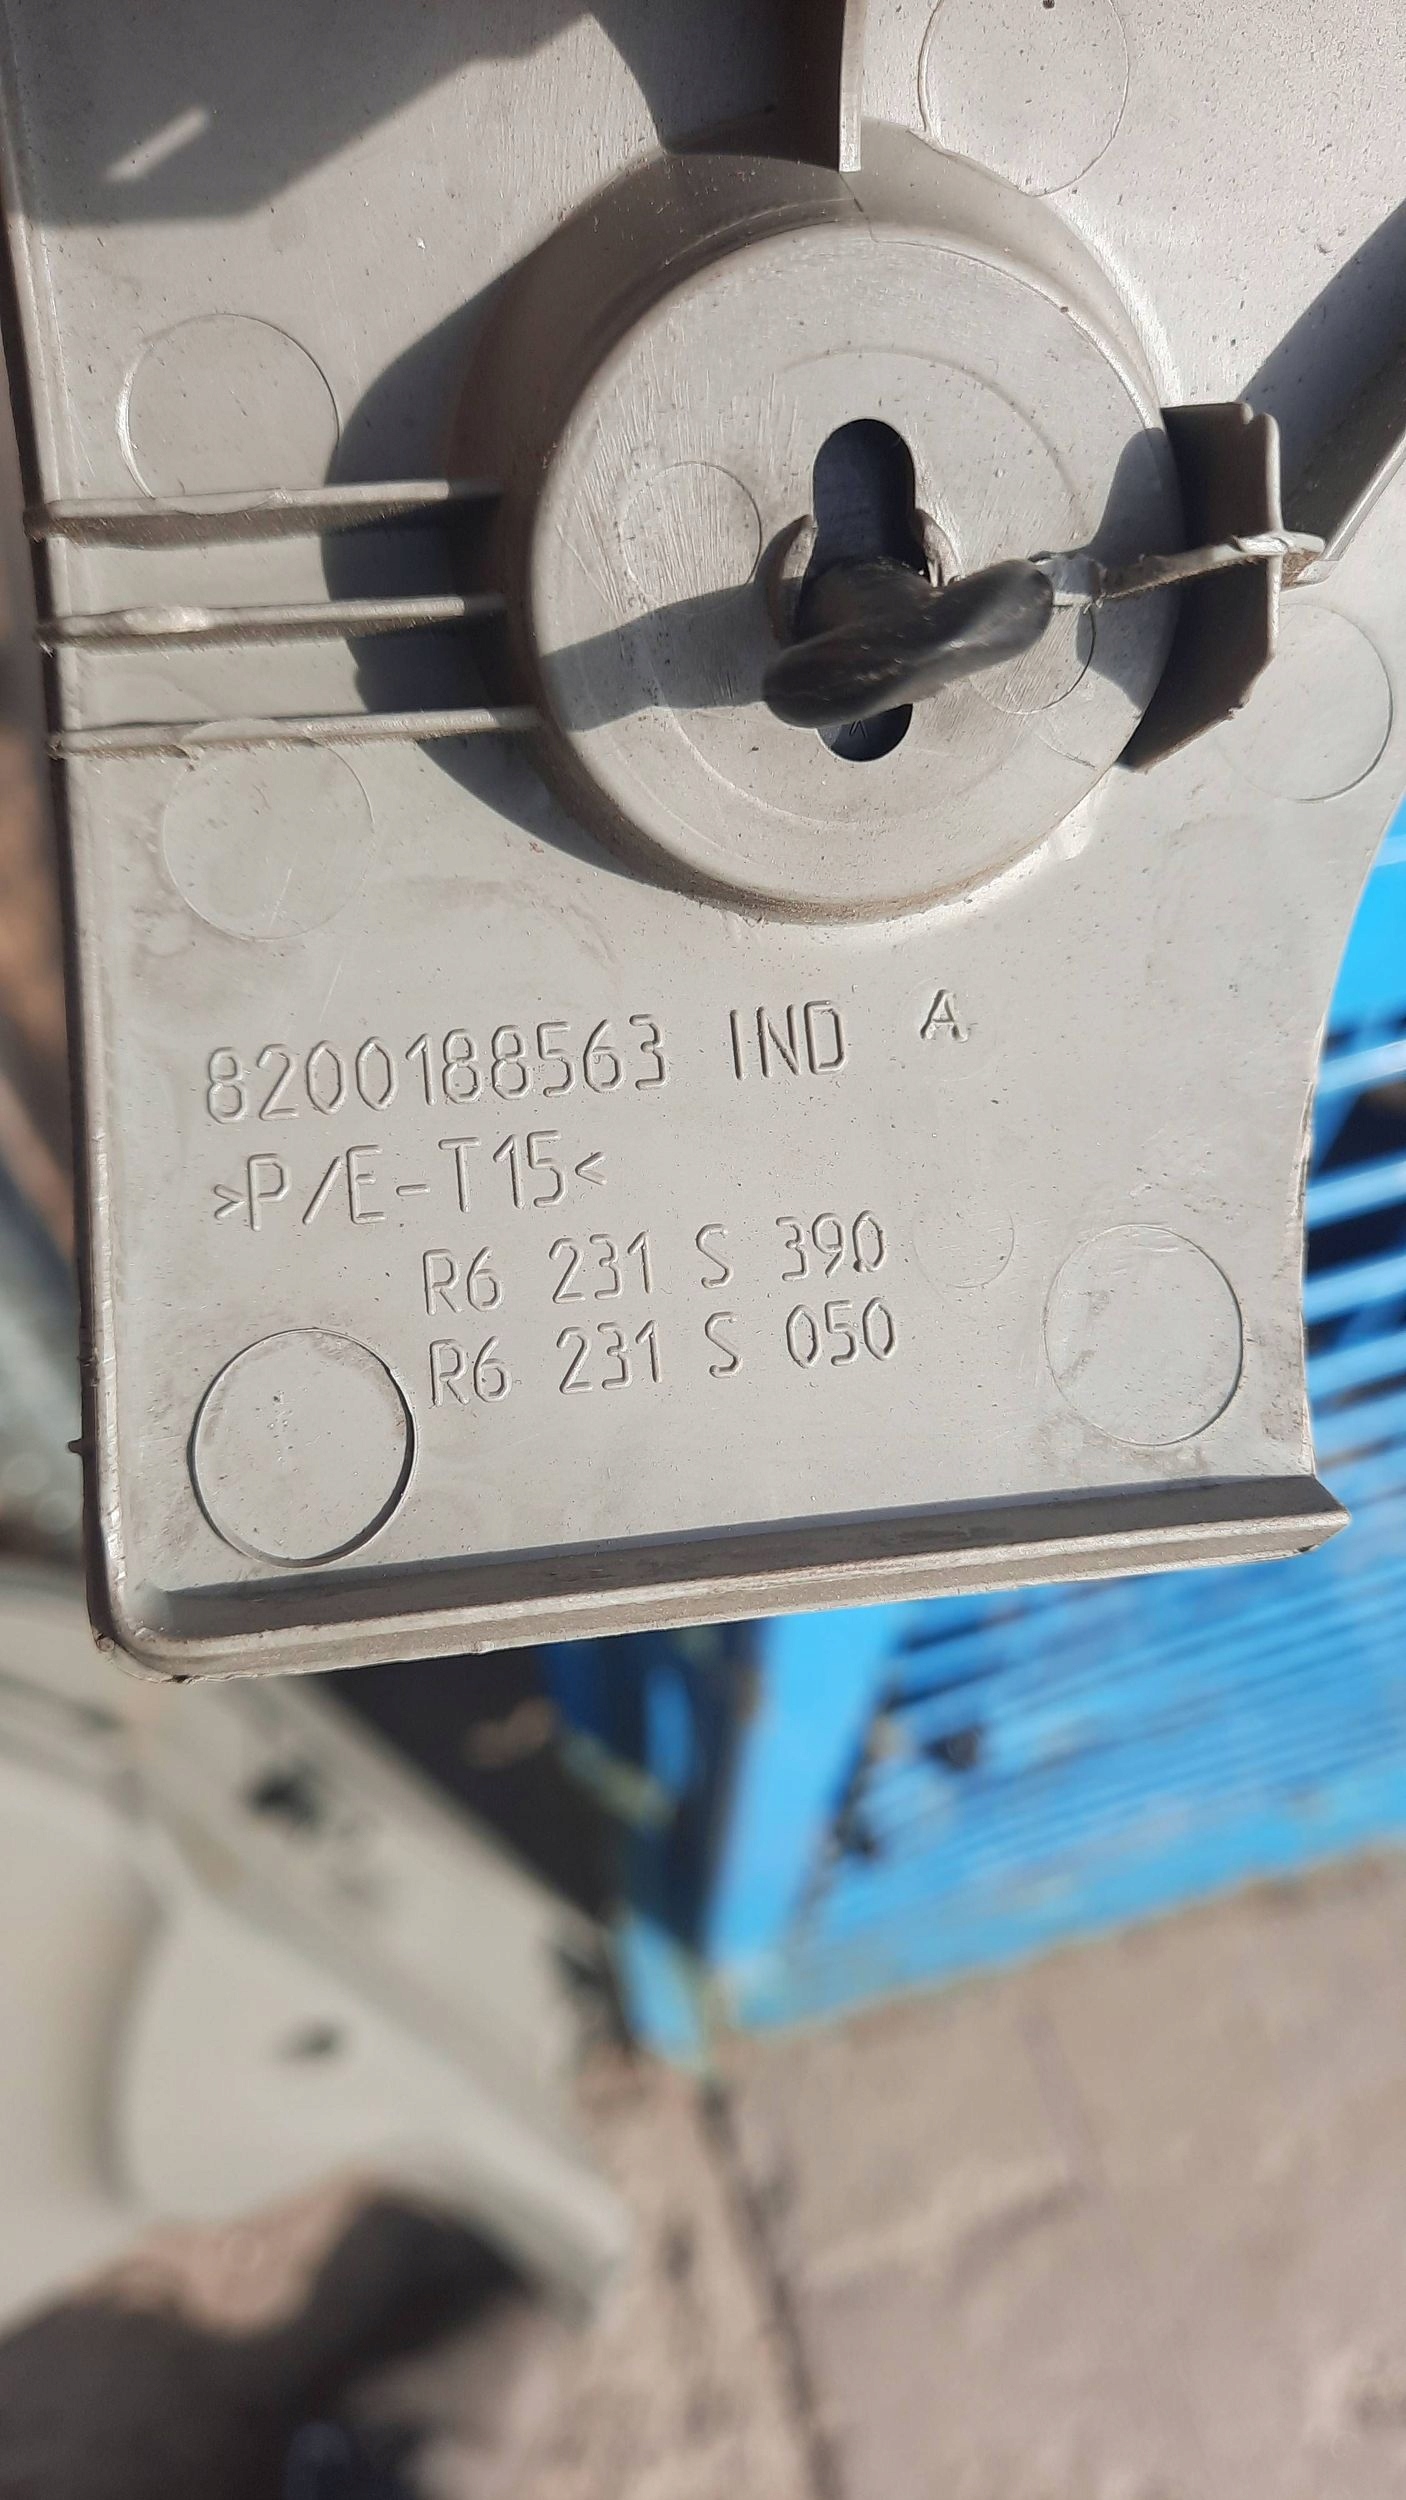 8200188563 IND A
>P/E-T15<
R6 231 S 390
R6 231 S 050